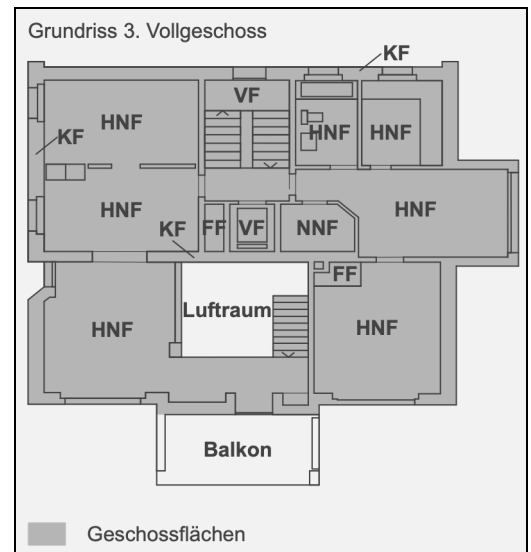 Grundriss 3. Vollgeschoss
KF
VF
HNF
HNF
HNF
KF
HNF
HNF
KF
FF
VF
NNF
FF
Luftraum
HNF
HNF
Balkon
Geschossflächen